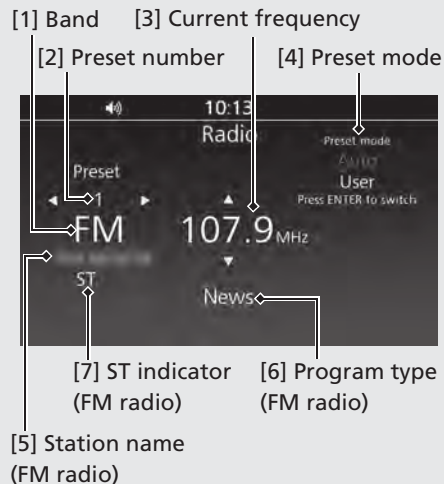 [1] Band
[3] Current frequency
[2] Preset number
[4] Preset mode
10:13
Radio
Preset mode
Auto
User
Press ENTER to switch
Preset
1
FM
107.9 MHz
ST
News
[7] ST indicator
(FM radio)
[6] Program type
(FM radio)
[5] Station name
(FM radio)